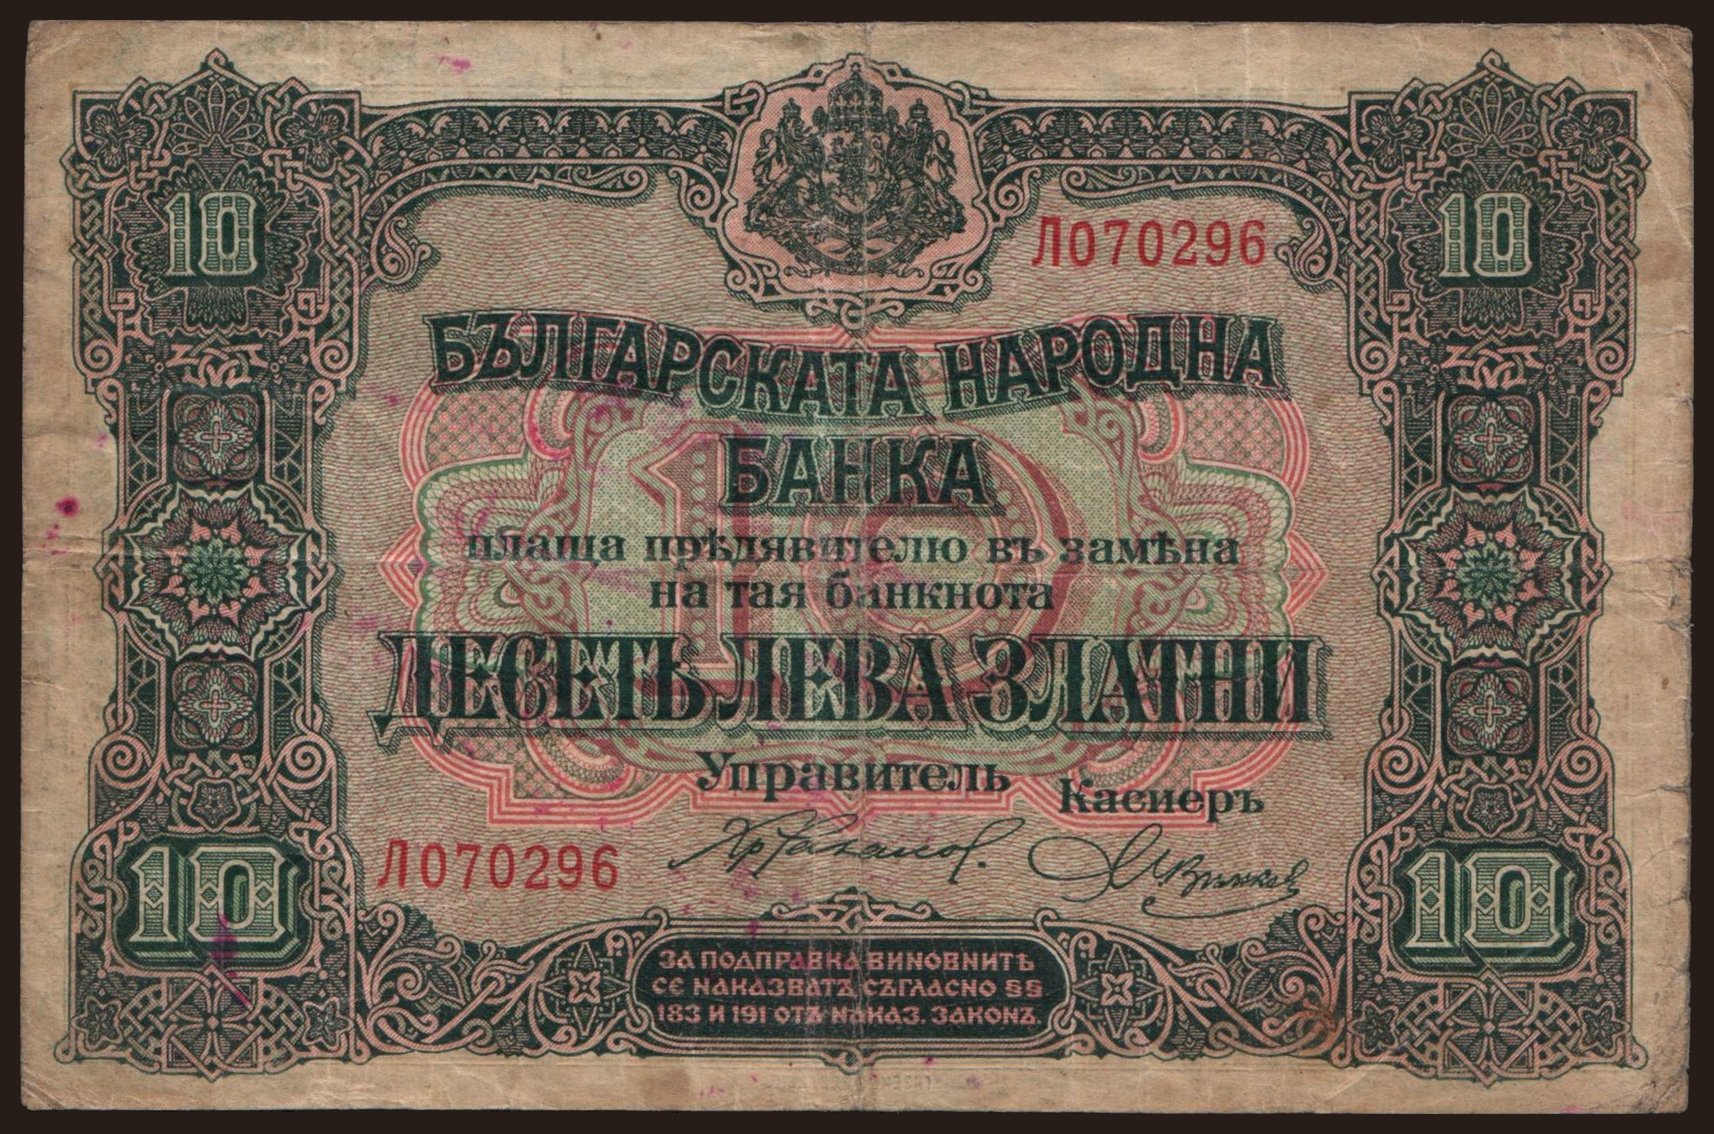 10
10
Л070296
БЪЛГАРСКАТА НАРОДНА
БАНКА
плаща прѣдявителю въ замѣна
на тая банкнота
ДЕСЕТЬ ЛЕВА ЗЛАТНИ
Управитель
Касиеръ
Л070296
10
10
ЗА ПОДПРАВКА ВИНОВНИТѢ
СЕ НАКАЗВАТЪ СЪГЛАСНО §§
183 И 191 ОТЪ НАКАЗ. ЗАКОНЪ.